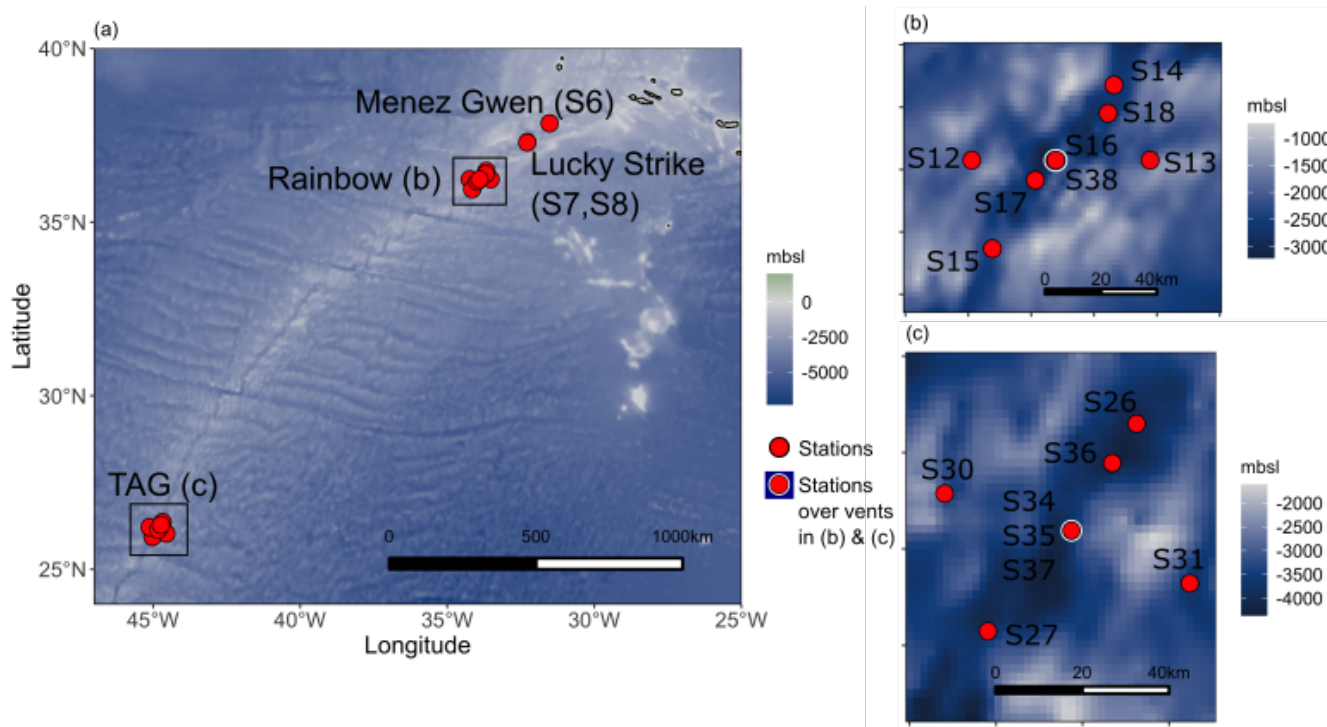 (a)
40°N
35°N
30°N
25°N
Latitude
45°W
40°W
35°W
30°W
25°W
Longitude
Menez Gwen (S6)
Rainbow (b)
Lucky Strike
(S7,S8)
TAG (c)
0
500
1000km
mbsl
0
-2500
-5000
Stations
Stations
over vents
in (b) & (c)
(b)
S14
S18
S16
S12
S13
S38
S17
S15
0
20
40km
mbsl
-1000
-1500
-2000
-2500
-3000
(c)
S26
S36
S30
S34
S35
S31
S37
S27
0
20
40km
mbsl
-2000
-2500
-3000
-3500
-4000